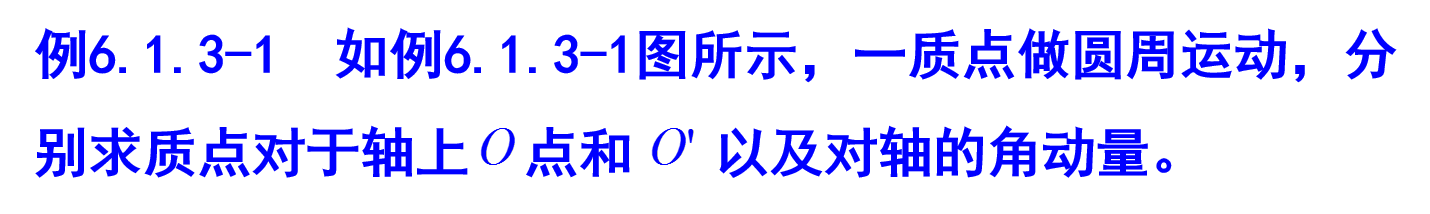 例6.1.3-1 如例6.1.3-1图所示，一质点做圆周运动，分
别求质点对于轴上O点和 O' 以及对轴的角动量。